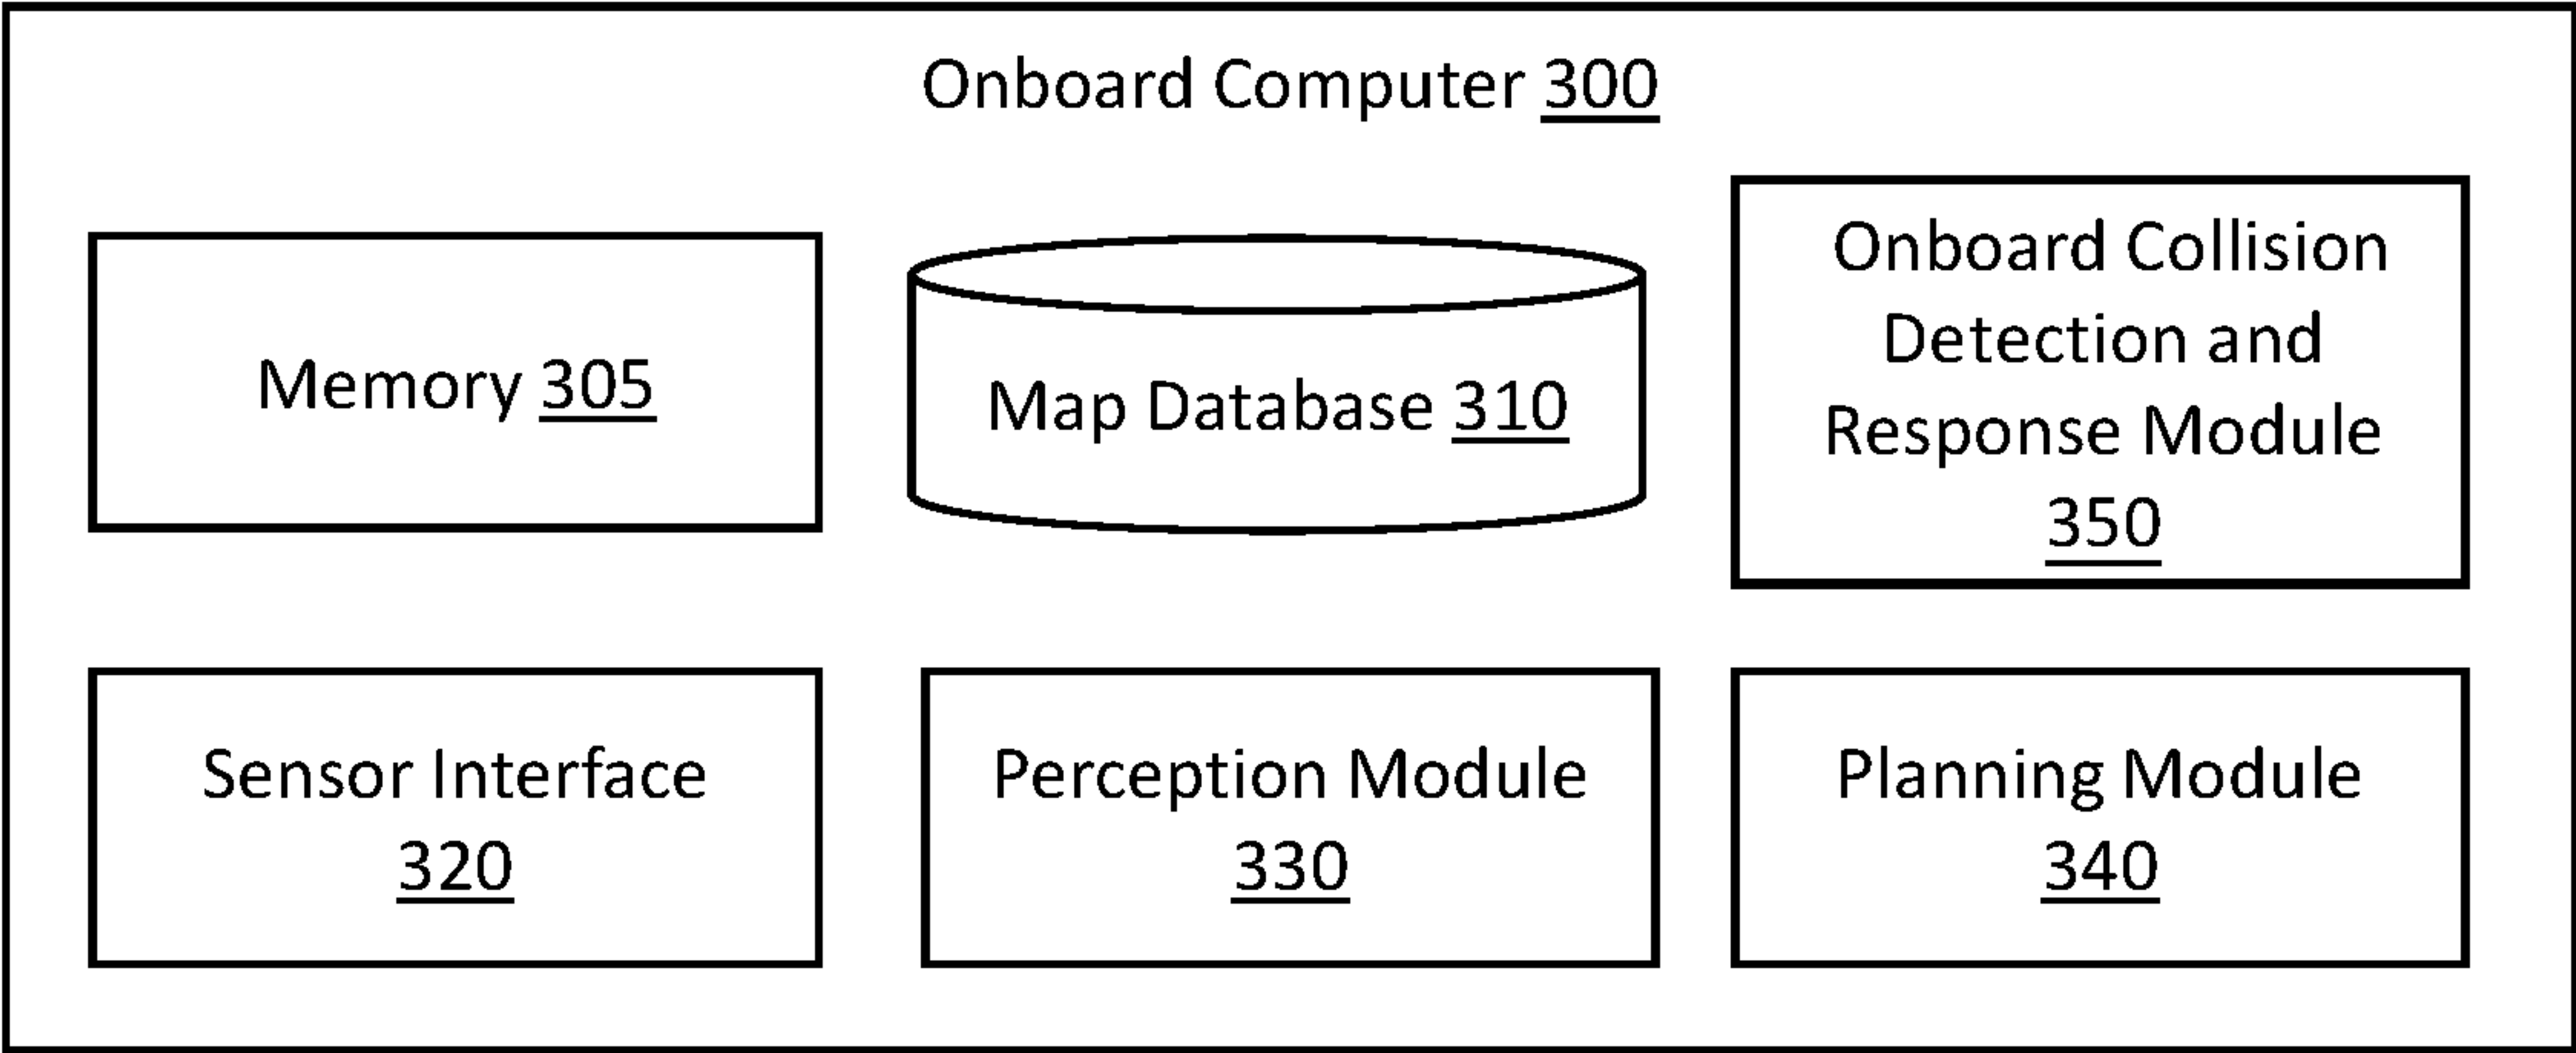 Onboard Computer 300
Memory 305
Map Database 310
Onboard Collision
Detection and
Response Module
350
Sensor Interface
320
Perception Module
330
Planning Module
340